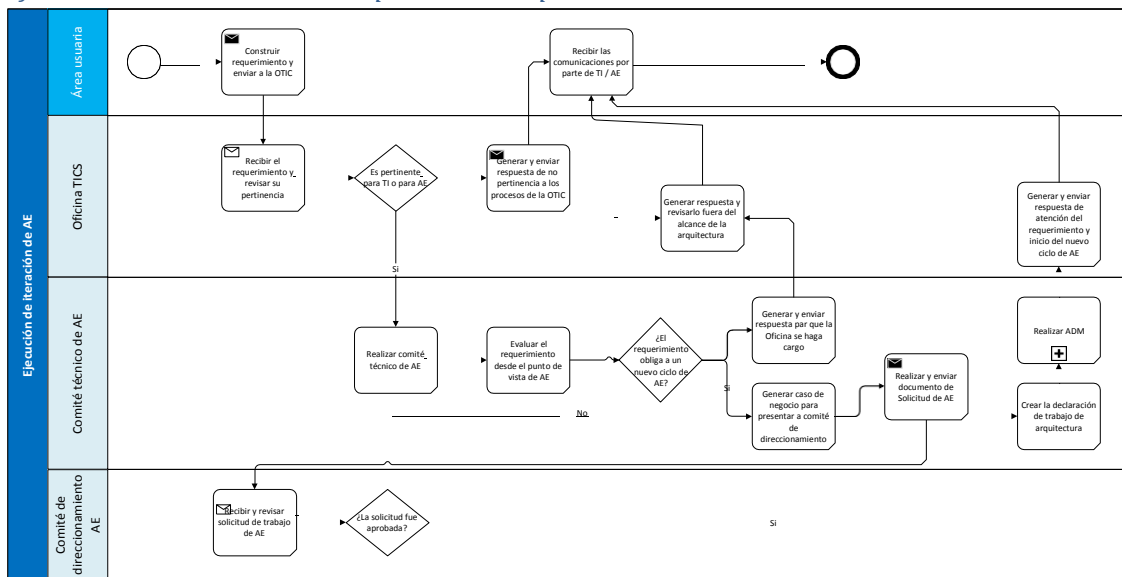 Ejecución de iteración de AE
Área usuaria
Construir
requerimiento y
enviar a la OTIC
Recibir las
comunicaciones por
parte de TI / AE
Oficina TICS
Recibir el
requerimiento y
revisar su
pertinencia
Es pertinente
para TI o para AE
Generar y enviar
respuesta de no
pertinencia a los
procesos de la OTIC
Generar respuesta y
revisarlo fuera del
alcance de la
arquitectura
Generar y enviar
respuesta de
atención del
requerimiento y
inicio del nuevo
ciclo de AE
Si
Comité técnico de AE
Realizar comité
técnico de AE
Evaluar el
requerimiento
desde el punto de
vista de AE
¿El
requerimiento
obliga a un
nuevo ciclo de
AE?
Generar y enviar
respuesta par que la
Oficina se haga
cargo
Si
Generar caso de
negocio para
presentar a comité
de
direccionamiento
Realizar y enviar
documento de
Solicitud de AE
Realizar ADM
Crear la declaración
de trabajo de
arquitectura
No
Comité de
direccionamiento
AE
Recibir y revisar
solicitud de trabajo
de AE
¿La solicitud fue
aprobada?
Si